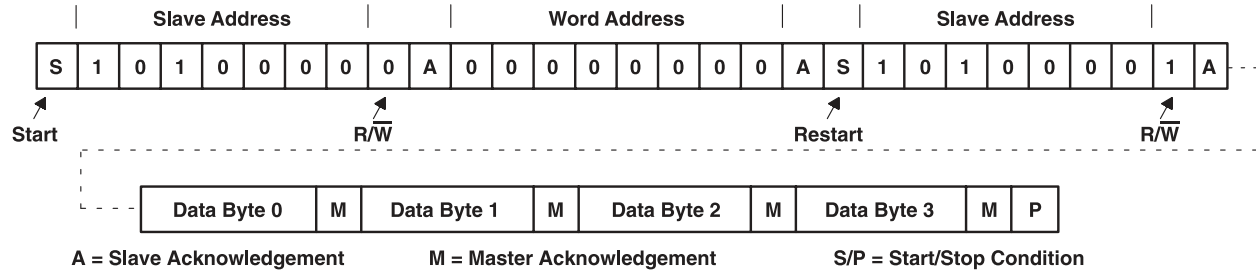 Slave Address Word Address Slave Address
S 1 0 1 0 0 0 0 0 A 0 0 0 0 0 0 0 0 A S 1 0 1 0 0 0 0 1 A
Start R/W Restart R/W
Data Byte 0 M Data Byte 1 M Data Byte 2 M Data Byte 3 M P
A = Slave Acknowledgement M = Master Acknowledgement S/P = Start/Stop Condition